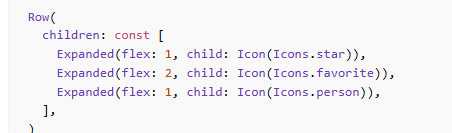 Row(
  children: const [
    Expanded(flex: 1, child: Icon(Icons.star)),
    Expanded(flex: 2, child: Icon(Icons.favorite)),
    Expanded(flex: 1, child: Icon(Icons.person)),
  ],
)